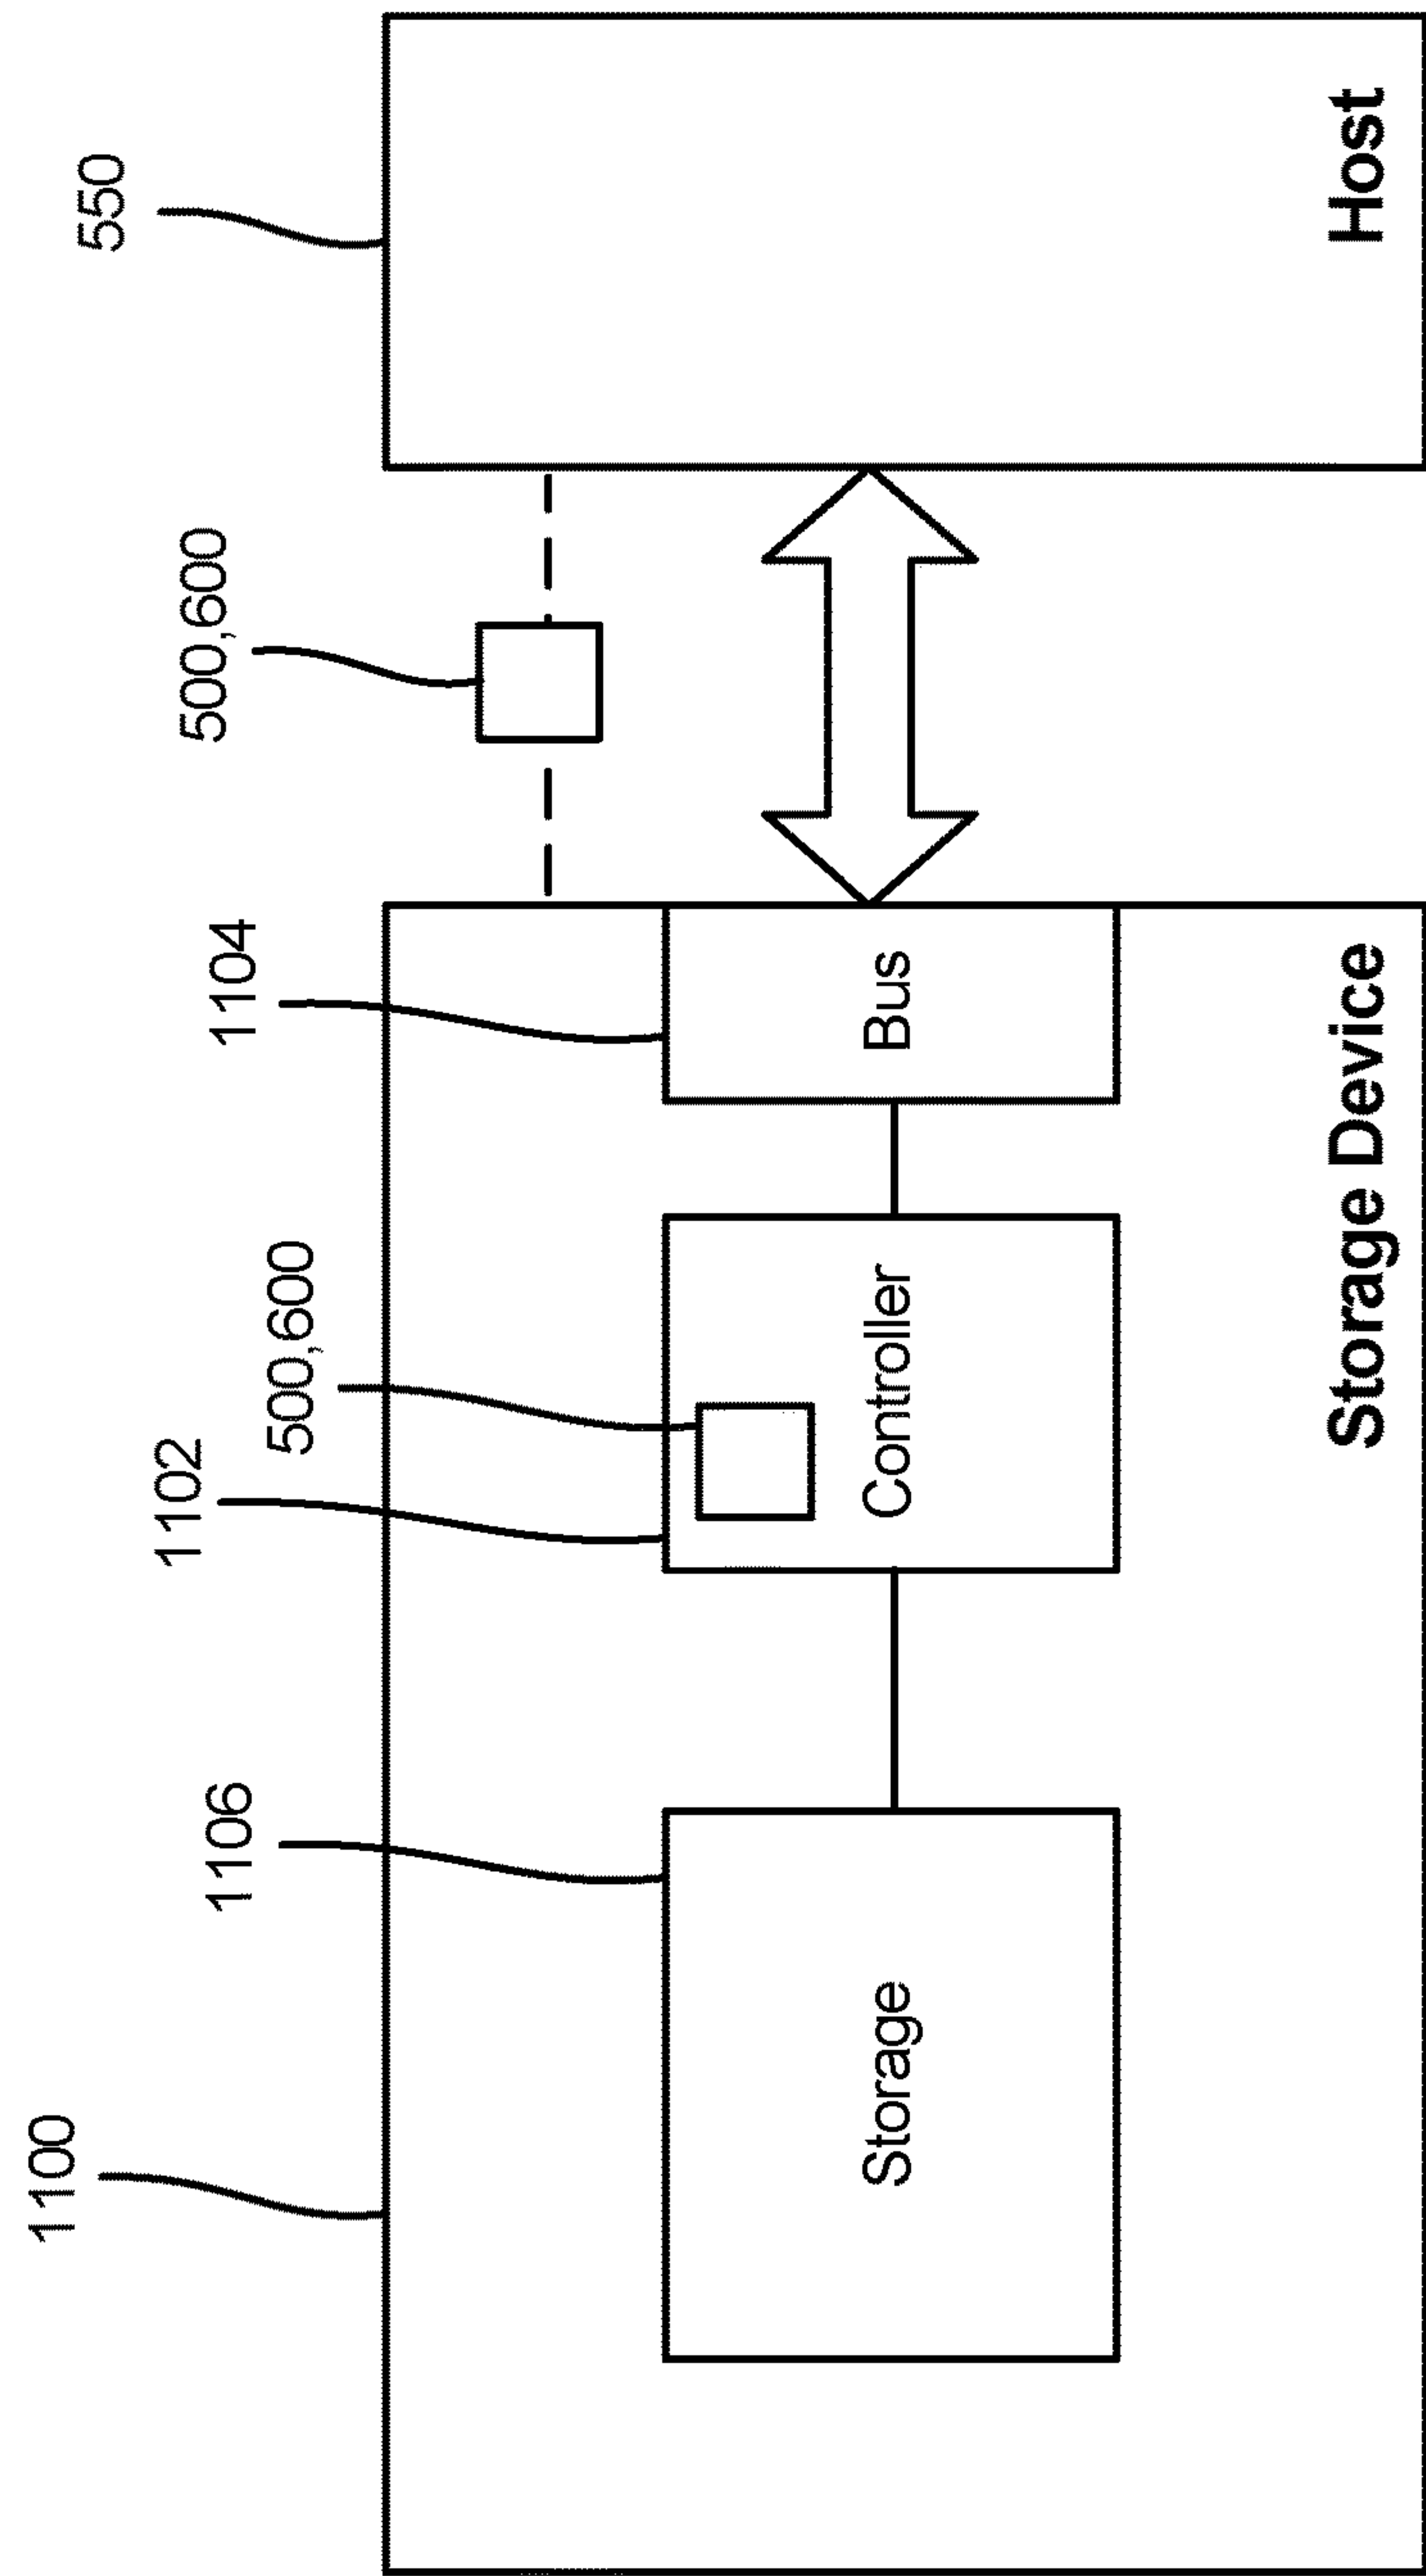 1100
1106
1102
500,600
1104
500,600
550
Storage
Controller
Bus
Storage Device
Host